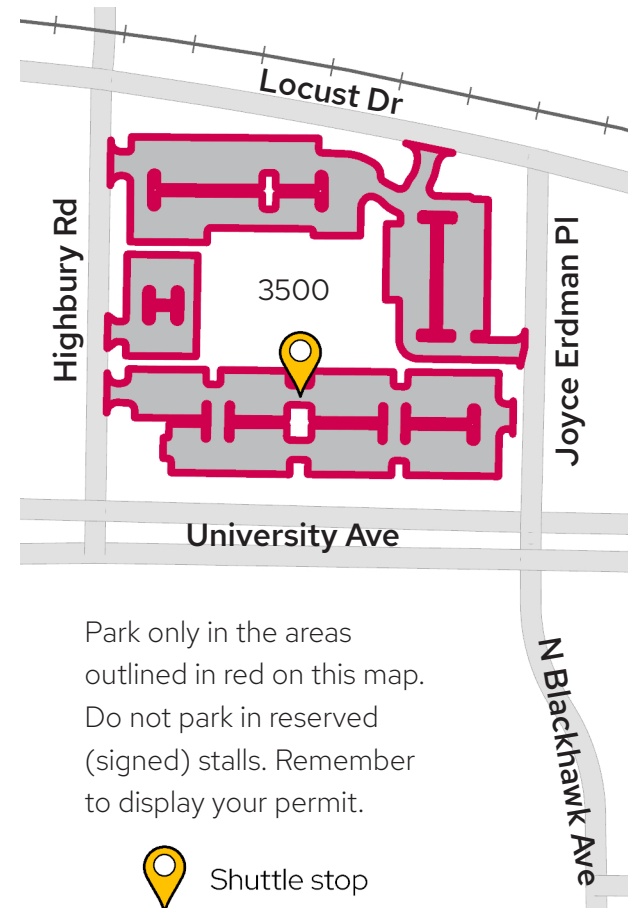 Locust Dr
Highbury Rd
3500
Joyce Erdman Pl
University Ave
Park only in the areas
outlined in red on this map.
Do not park in reserved
(signed) stalls. Remember
to display your permit.
N Blackhawk Ave
Shuttle stop